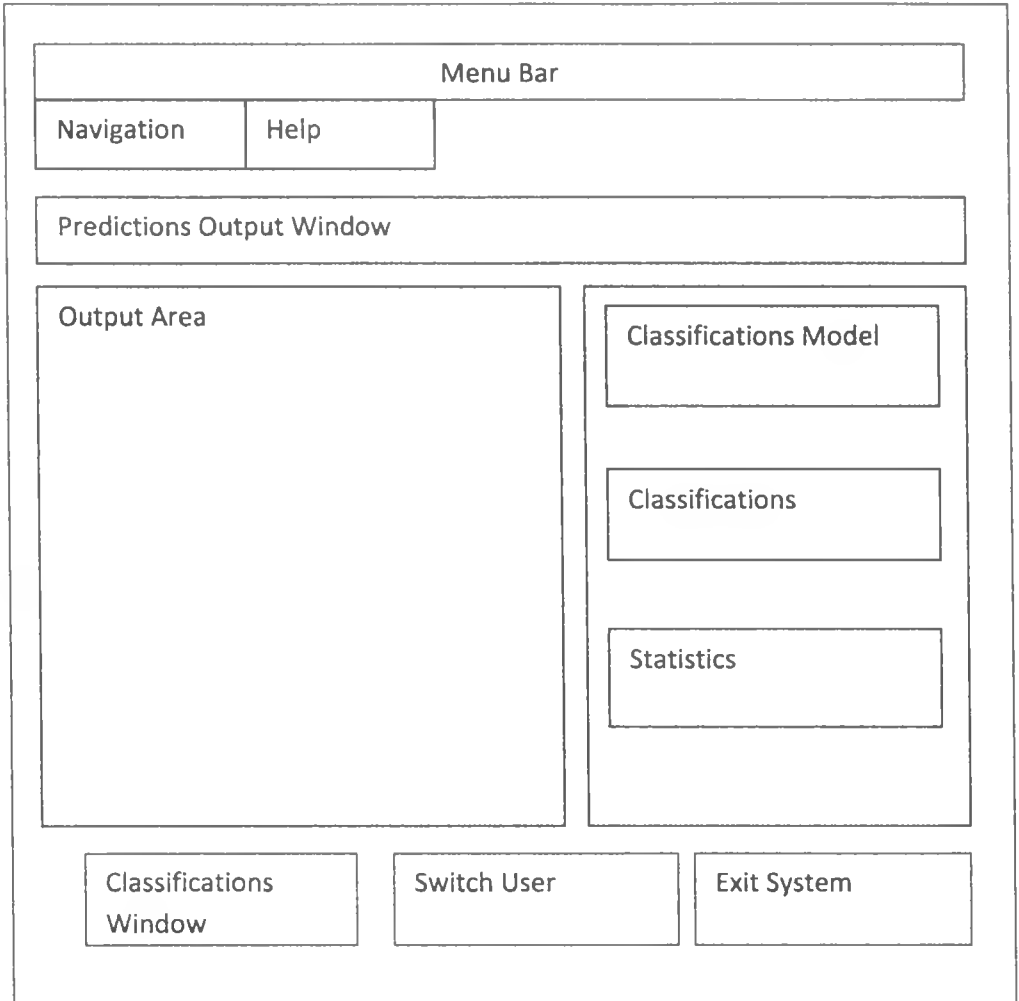 Menu Bar
Navigation
Help
Predictions Output Window
Output Area
Classifications Model
Classifications
Statistics
Classifications
Window
Switch User
Exit System